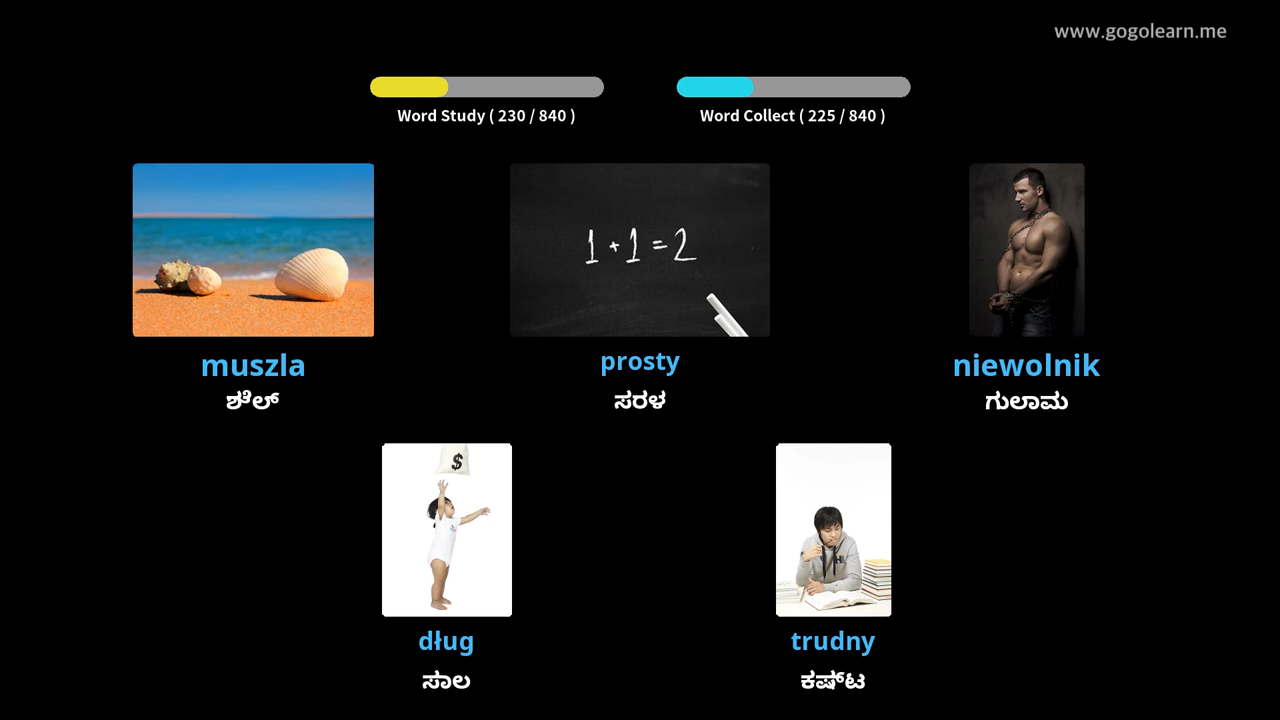 www.gogolearn.me
Word Study ( 230 / 840 )
Word Collect ( 225 / 840 )
1 + 1 = 2
muszla
prosty
niewolnik
ಶೆಲ್
ಸರಳ
ಗುಲಾಮ
$
dług
trudny
ಸಾಲ
ಕಷ್ಟ